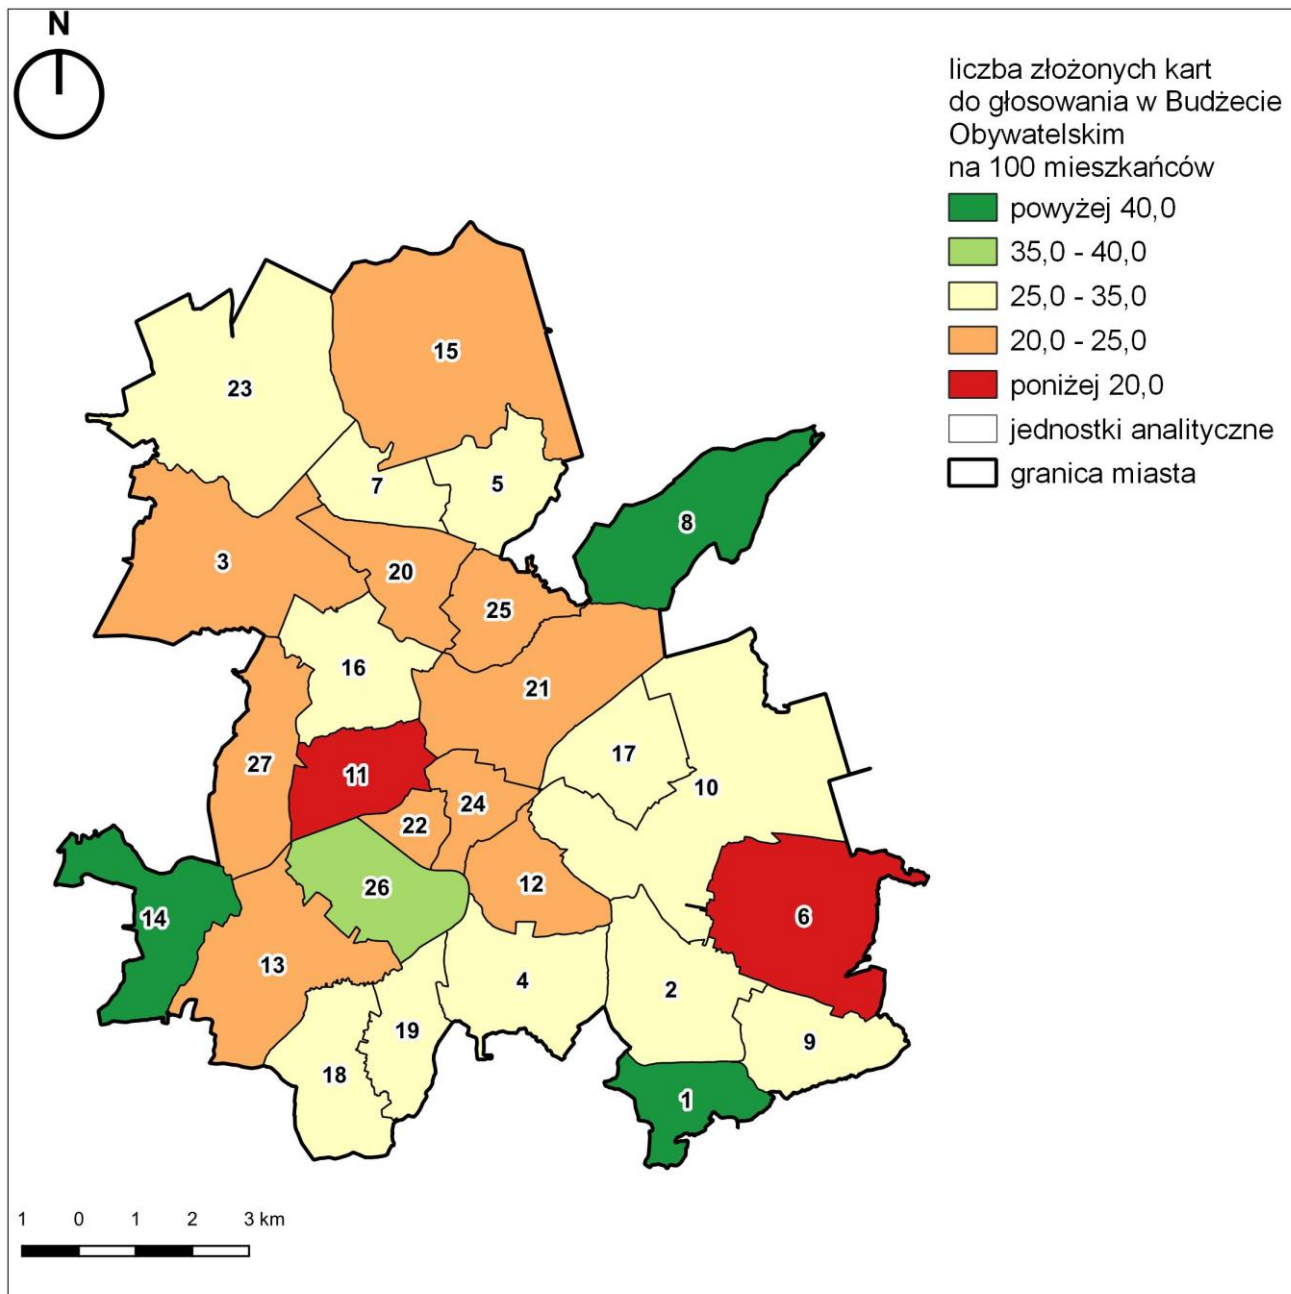 N
liczba złożonych kart
do głosowania w Budżecie
Obywatelskim
na 100 mieszkańców
powyżej 40,0
35,0 - 40,0
25,0 - 35,0
20,0 - 25,0
poniżej 20,0
jednostki analityczne
granica miasta
15
23
7
5
8
3
20
25
16
21
27
11
17
10
24
22
26
12
14
6
13
4
2
19
9
18
1
1 0 1 2 3 km